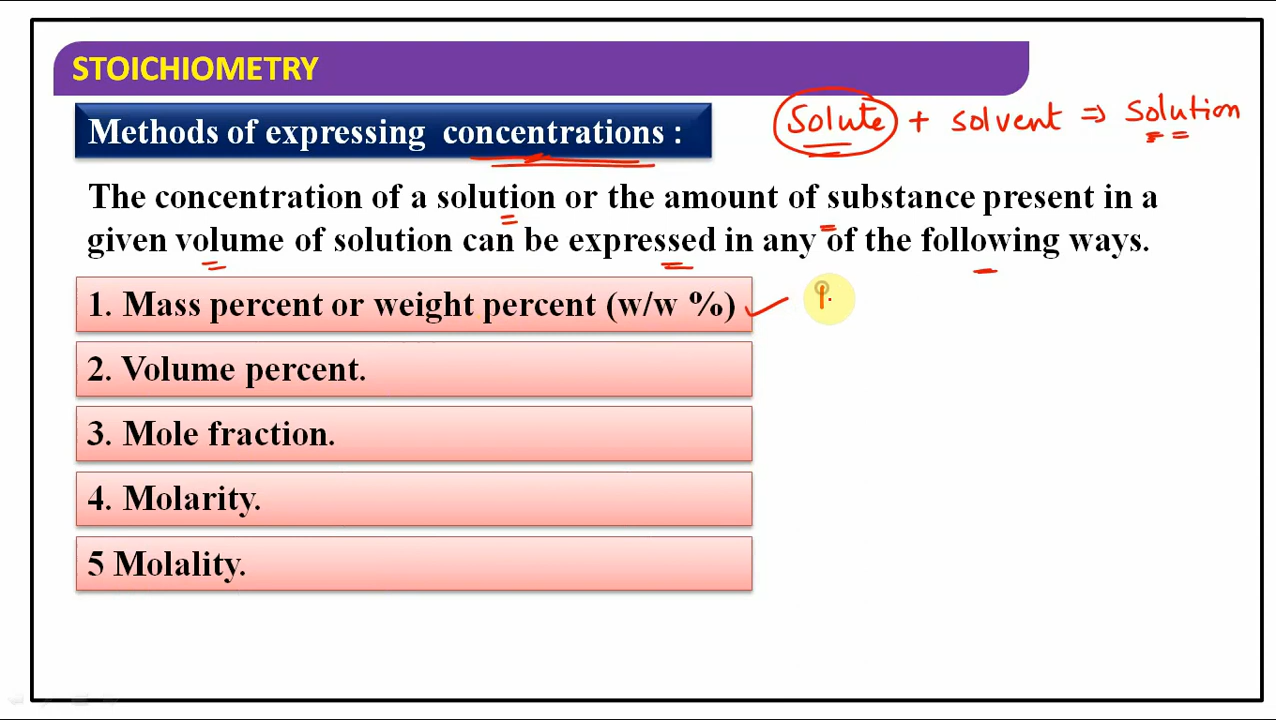 STOICHIOMETRY
Methods of expressing concentrations :
Solute + solvent ⇒ solution
The concentration of a solution or the amount of substance present in a
given volume of solution can be expressed in any of the following ways.
1. Mass percent or weight percent (w/w %)
2. Volume percent.
3. Mole fraction.
4. Molarity.
5 Molality.